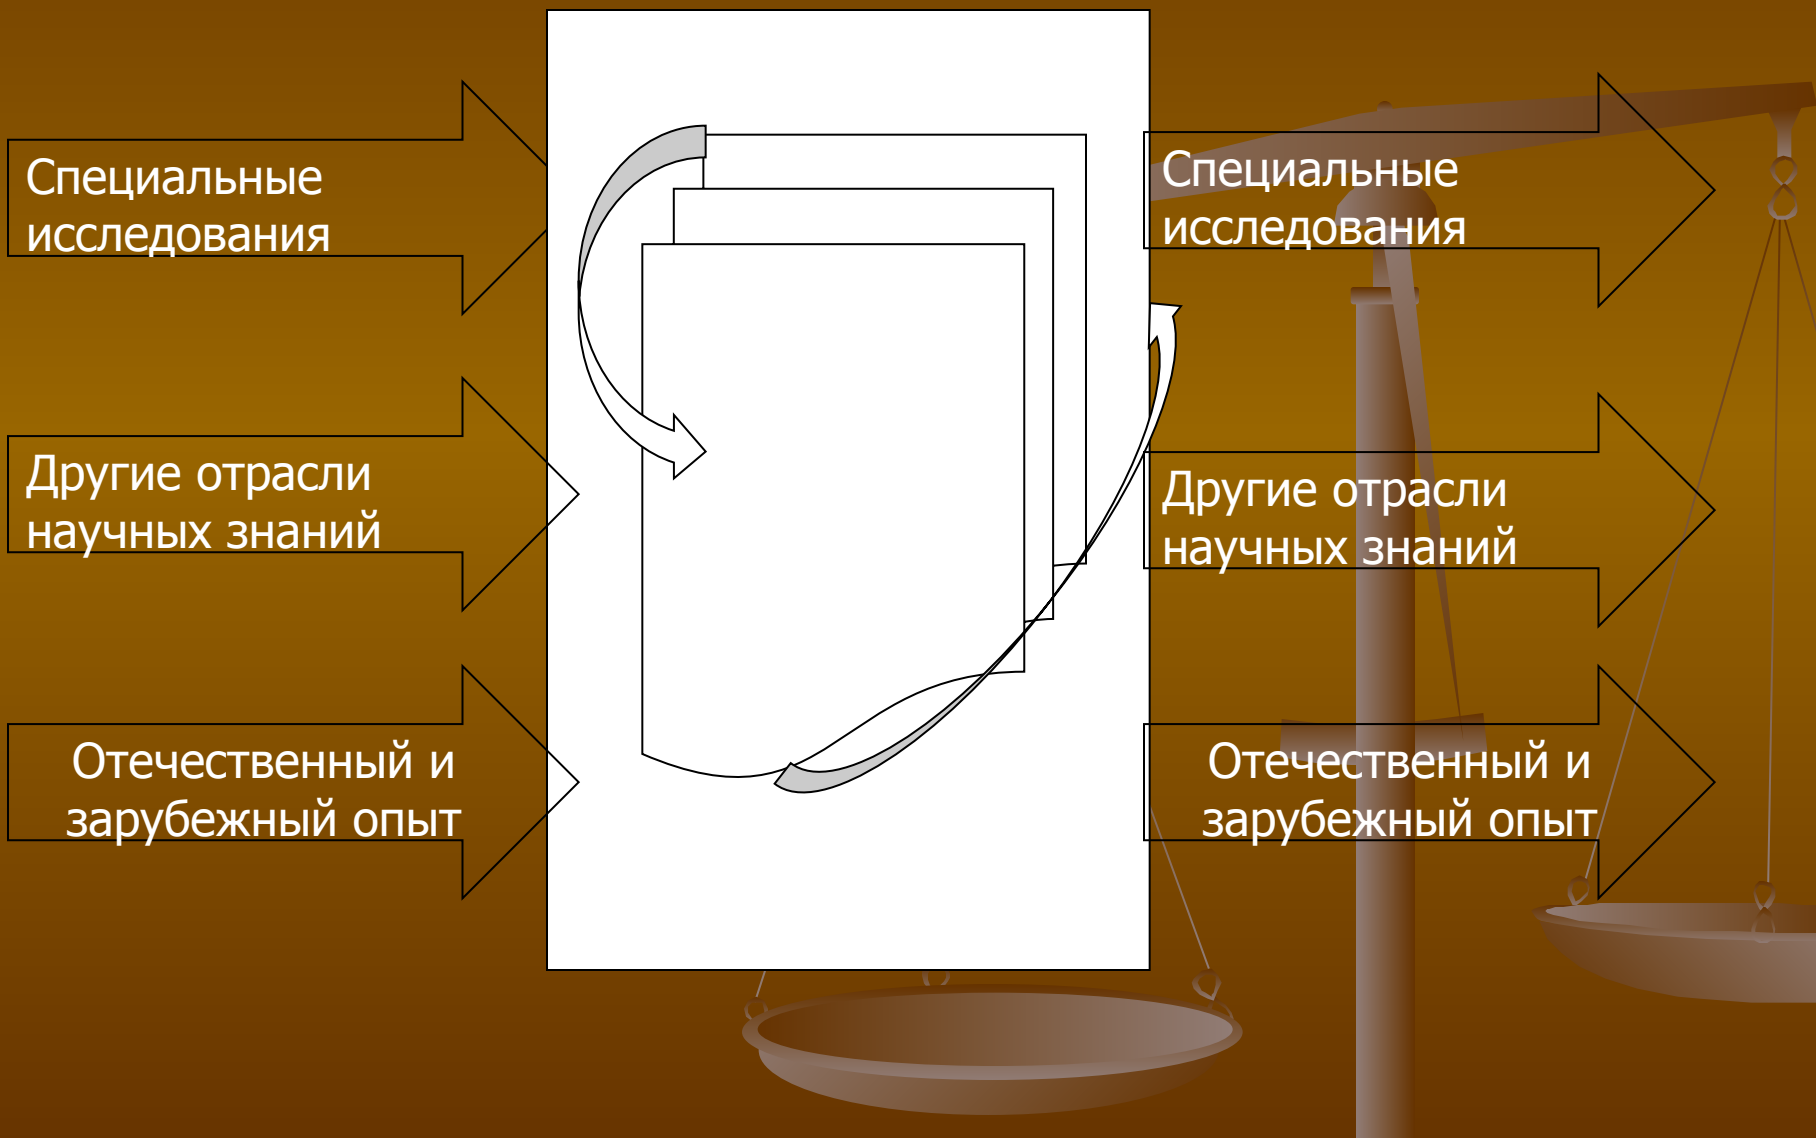 Специальные
исследования
Другие отрасли
научных знаний
Отечественный и
зарубежный опыт
Специальные
исследования
Другие отрасли
научных знаний
Отечественный и
зарубежный опыт